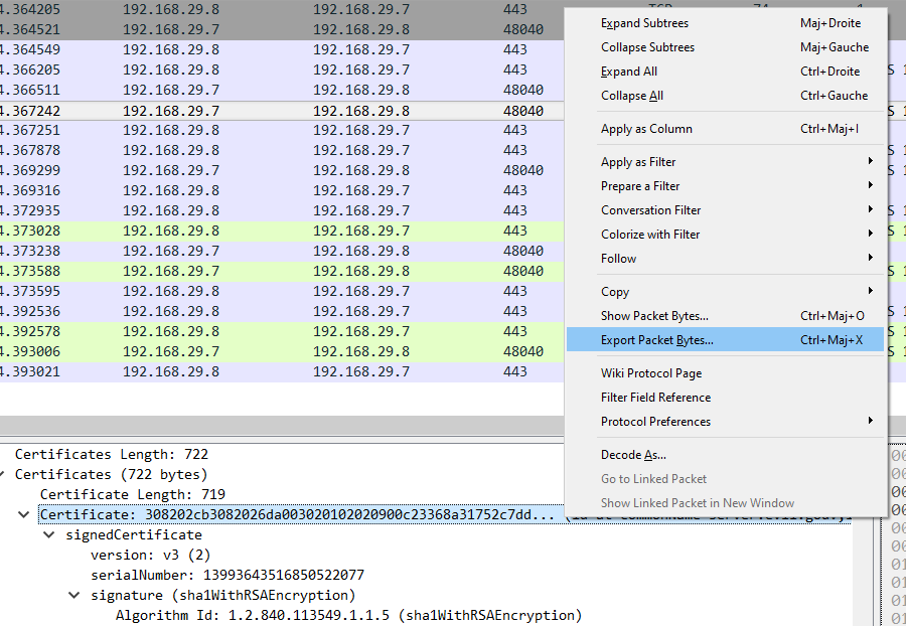 4.364205 192.168.29.8 192.168.29.7 443
4.364521 192.168.29.7 192.168.29.8 48040
4.364549 192.168.29.8 192.168.29.7 443
4.366205 192.168.29.8 192.168.29.7 443
4.366511 192.168.29.7 192.168.29.8 48040
4.367242 192.168.29.7 192.168.29.8 48040
4.367251 192.168.29.8 192.168.29.7 443
4.367878 192.168.29.8 192.168.29.7 443
4.369299 192.168.29.7 192.168.29.8 48040
4.369316 192.168.29.8 192.168.29.7 443
4.372935 192.168.29.8 192.168.29.7 443
4.373028 192.168.29.8 192.168.29.7 443
4.373238 192.168.29.7 192.168.29.8 48040
4.373588 192.168.29.7 192.168.29.8 48040
4.373595 192.168.29.8 192.168.29.7 443
4.392536 192.168.29.8 192.168.29.7 443
4.392578 192.168.29.8 192.168.29.7 443
4.393006 192.168.29.7 192.168.29.8 48040
4.393021 192.168.29.8 192.168.29.7 443
Expand Subtrees Maj+Droite
Collapse Subtrees Maj+Gauche
Expand All Ctrl+Droite
Collapse All Ctrl+Gauche
Apply as Column Ctrl+Maj+I
Apply as Filter
Prepare a Filter
Conversation Filter
Colorize with Filter
Follow
Copy
Show Packet Bytes... Ctrl+Maj+O
Export Packet Bytes... Ctrl+Maj+X
Wiki Protocol Page
Filter Field Reference
Protocol Preferences
Decode As...
Go to Linked Packet
Show Linked Packet in New Window
Certificates Length: 722
Certificates (722 bytes)
Certificate Length: 719
Certificate: 308202cb3082026da003020102020900c23368a31752c7dd...
signedCertificate
version: v3 (2)
serialNumber: 13993643516850522077
signature (sha1WithRSAEncryption)
Algorithm Id: 1.2.840.113549.1.1.5 (sha1WithRSAEncryption)